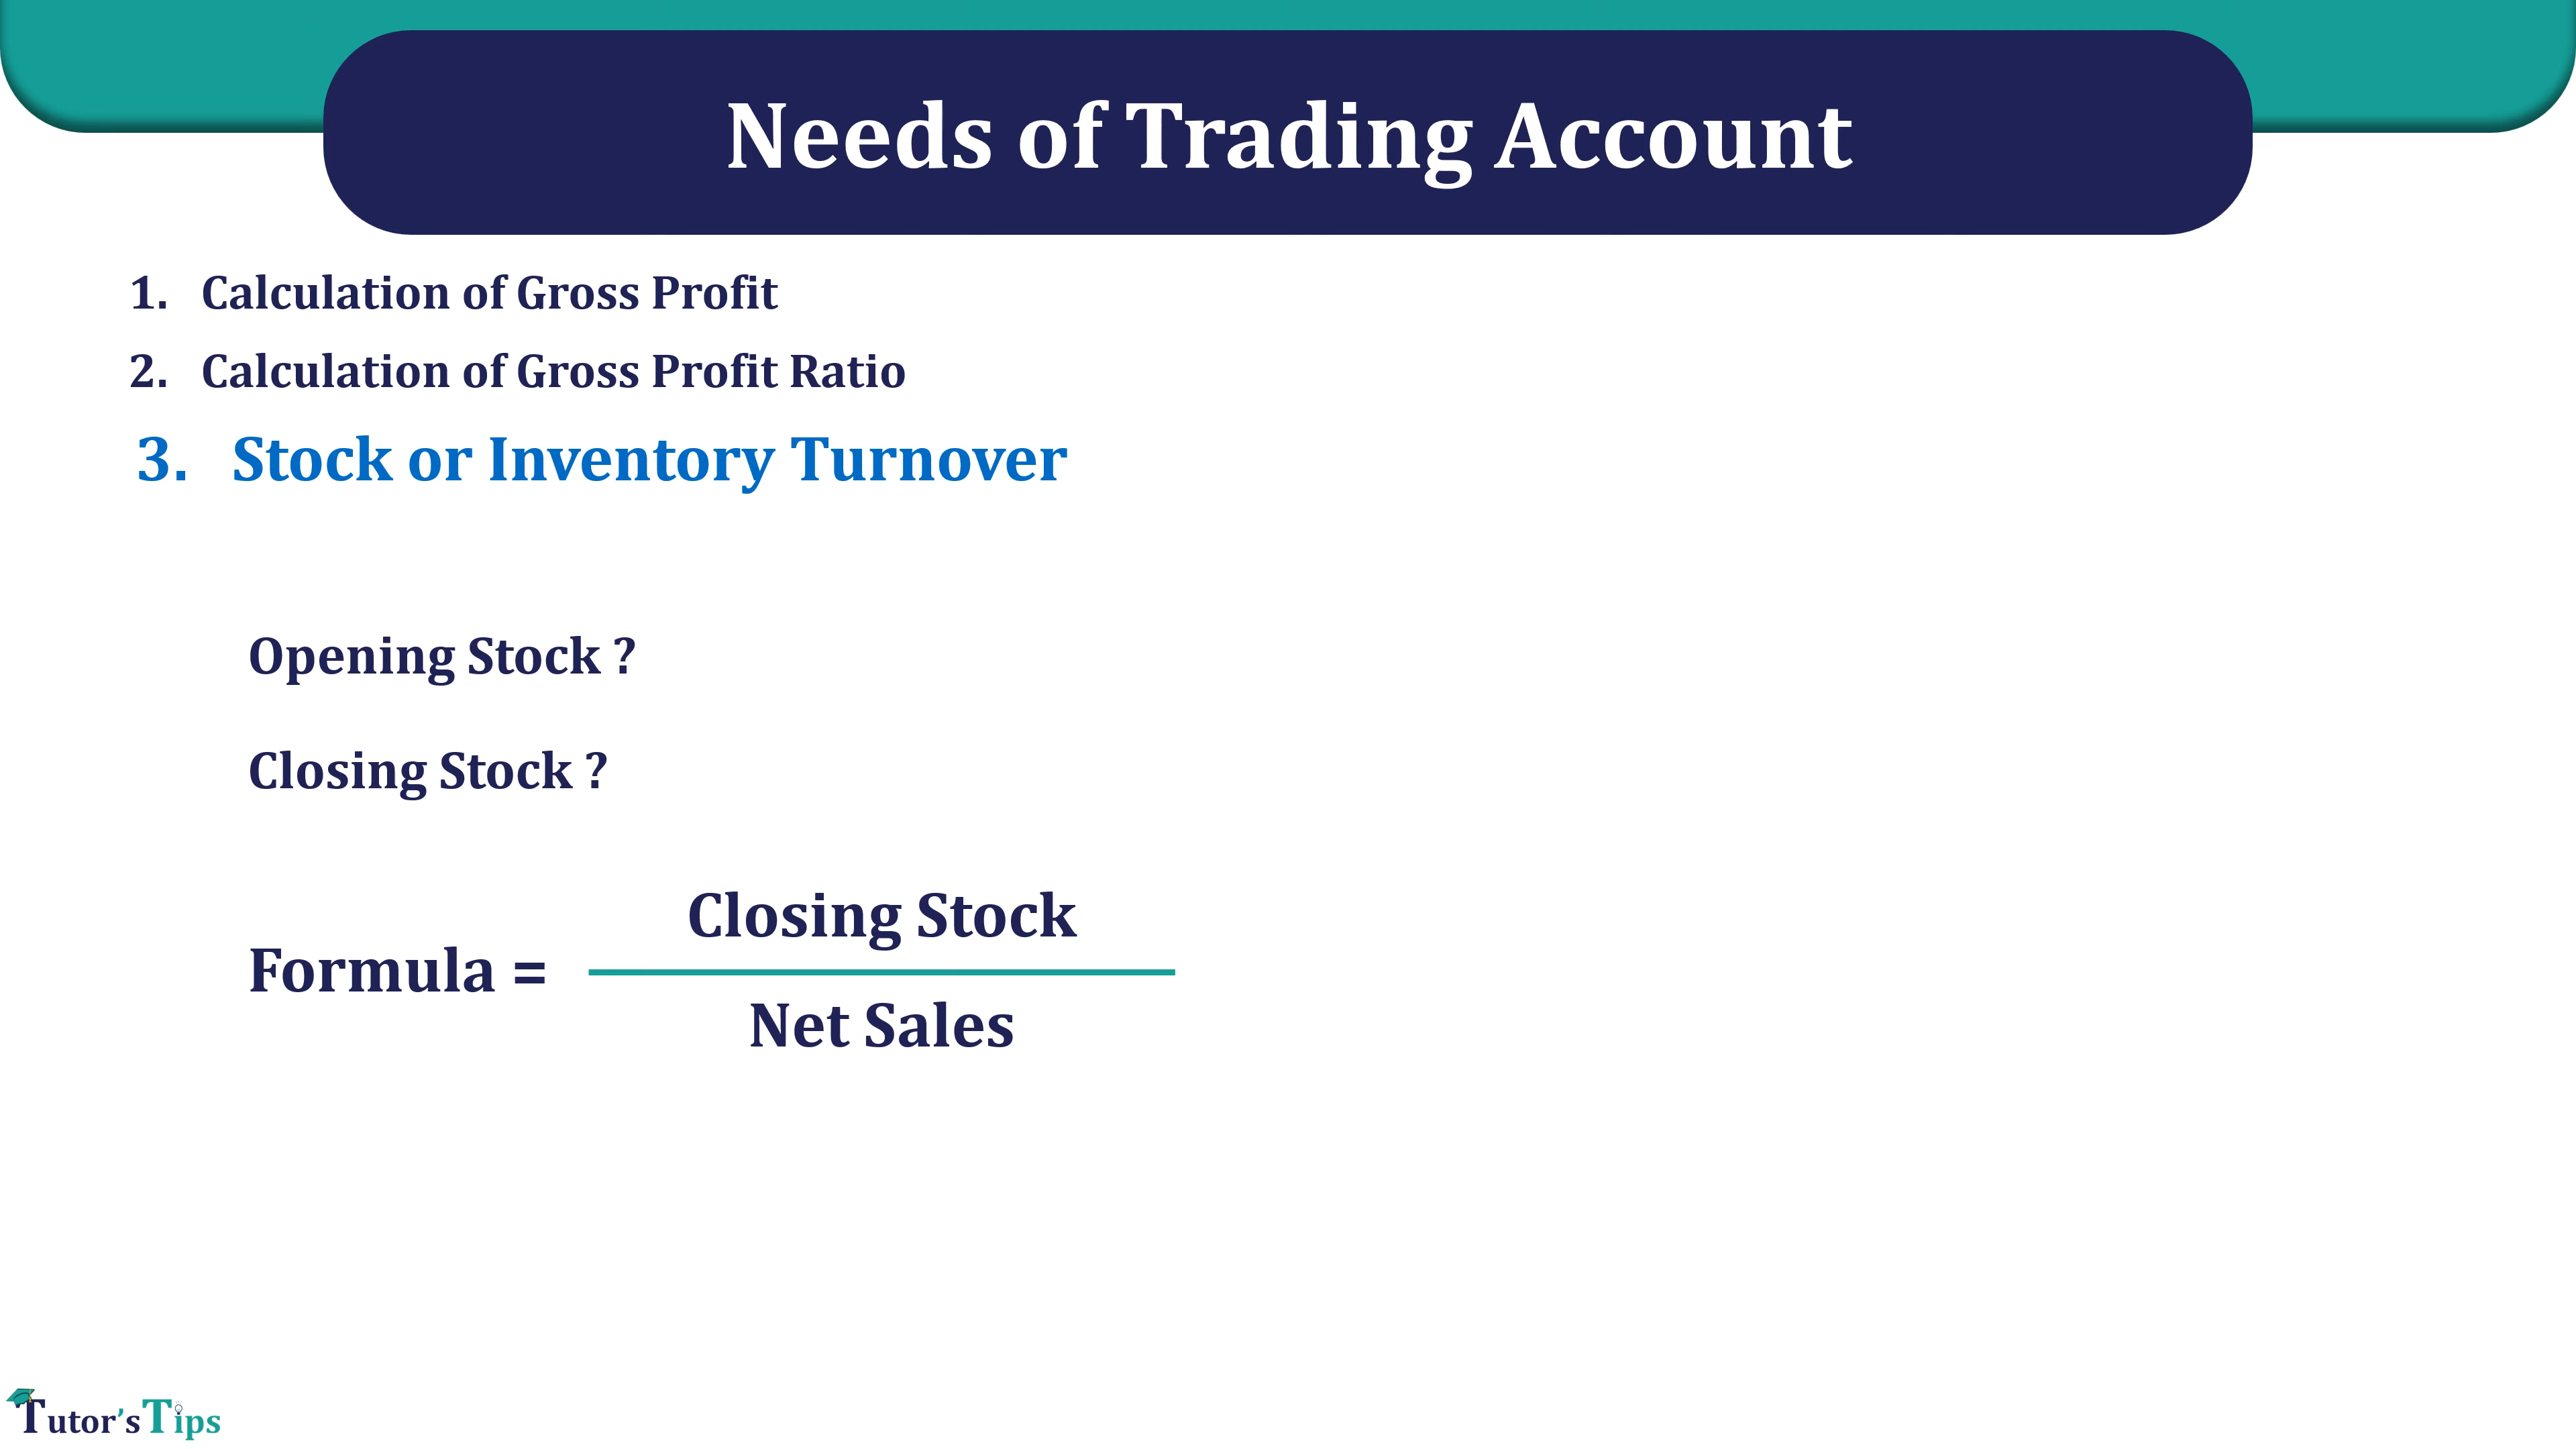 Needs of Trading Account
1. Calculation of Gross Profit
2. Calculation of Gross Profit Ratio
3. Stock or Inventory Turnover
Opening Stock ?
Closing Stock ?
Closing Stock
Formula =
Net Sales
Tutor’s Tips